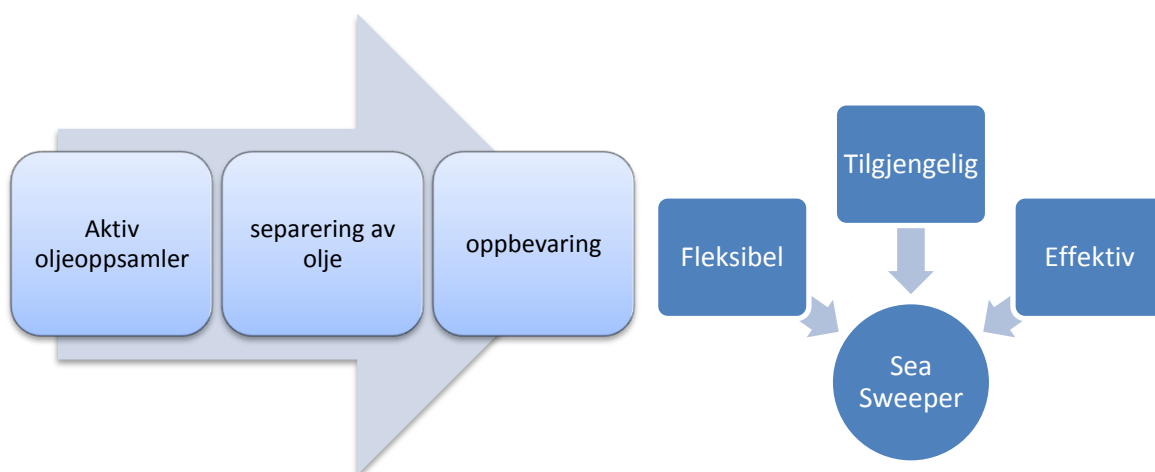 Aktiv
oljeoppsamler
separering av
olje
oppbevaring
Tilgjengelig
Fleksibel
Effektiv
Sea
Sweeper